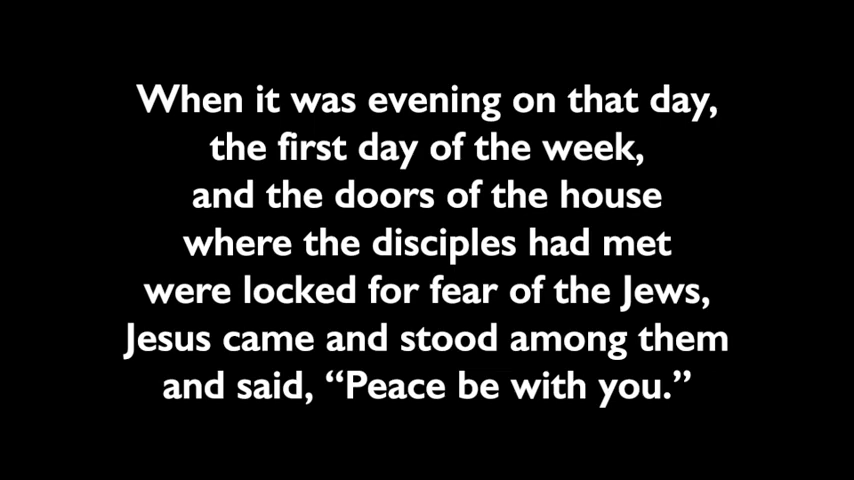 When it was evening on that day,
the first day of the week,
and the doors of the house
where the disciples had met
were locked for fear of the Jews,
Jesus came and stood among them
and said, “Peace be with you.”